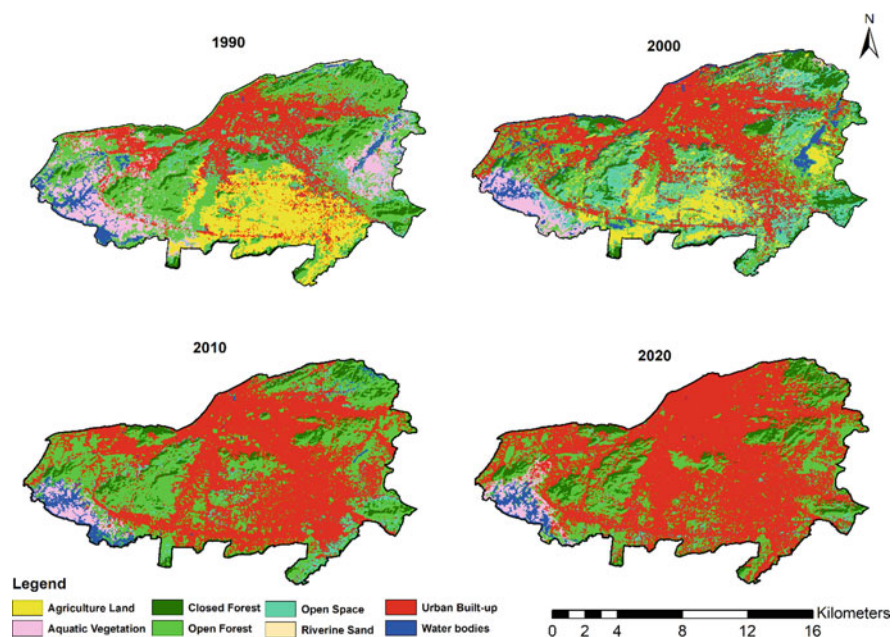 1990
2000
N
2010
2020
Legend
Agriculture Land Closed Forest Open Space Urban Built-up
Aquatic Vegetation Open Forest Riverine Sand Water bodies
Kilometers
0 2 4 8 12 16